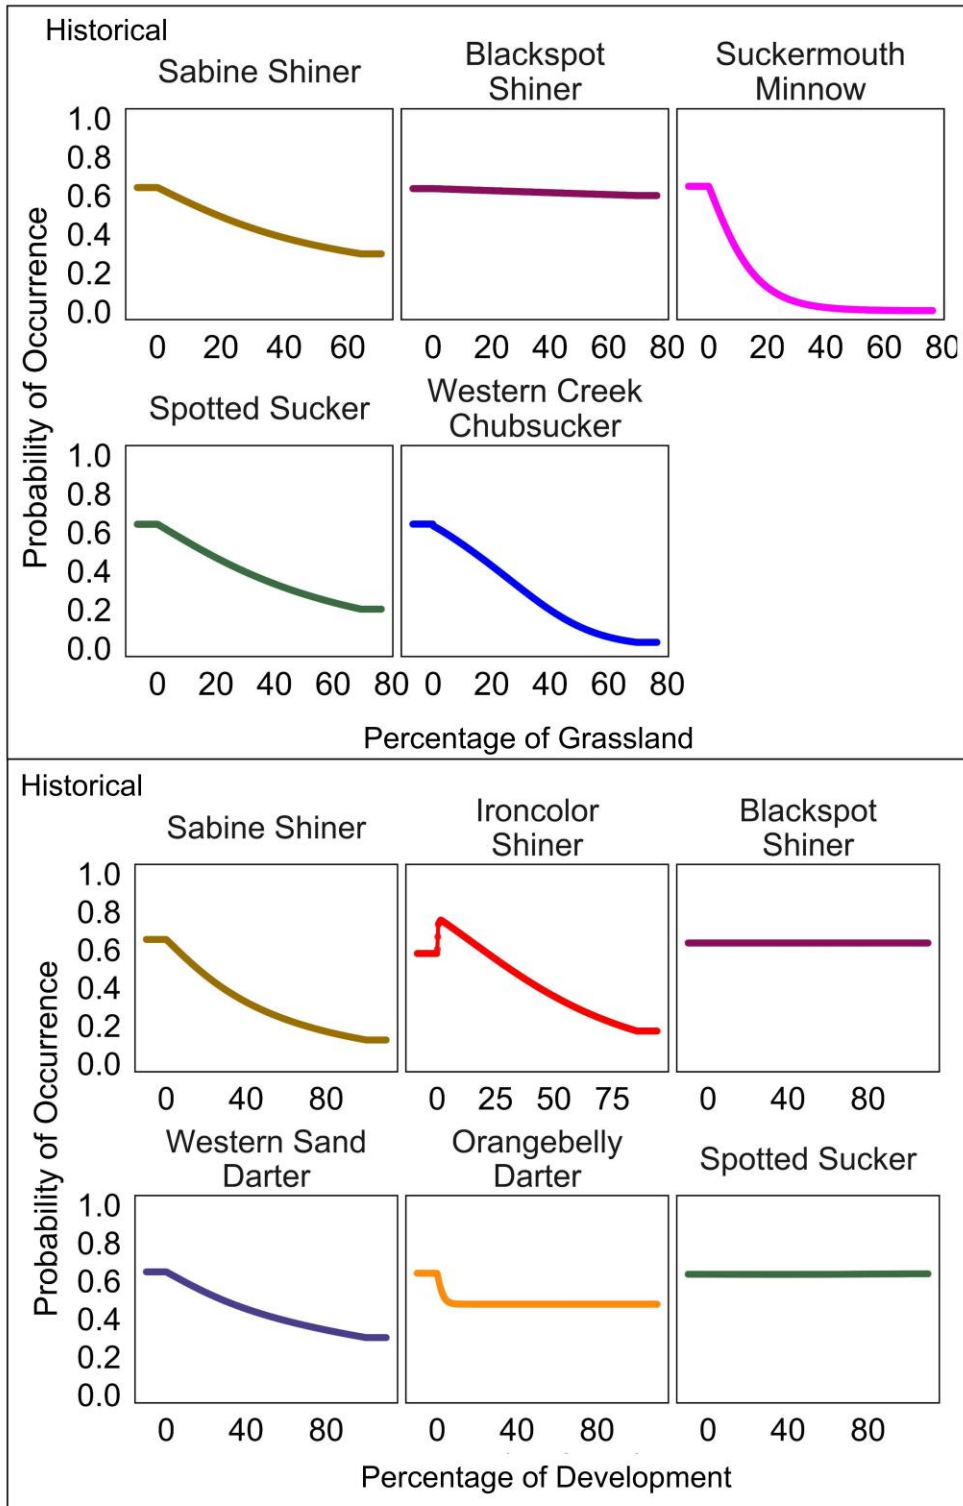 Historical
Sabine Shiner
Blackspot
Shiner
Suckermouth
Minnow
1.0
0.8
0.6
0.4
0.2
0.0
0 20 40 60
0 20 40 60 80
0 20 40 60 80
Probability of Occurrence
Spotted Sucker
Western Creek
Chubsucker
1.0
0.8
0.6
0.4
0.2
0.0
0 20 40 60 80
0 20 40 60 80
Percentage of Grassland
Historical
Sabine Shiner
Ironcolor
Shiner
Blackspot
Shiner
1.0
0.8
0.6
0.4
0.2
0.0
0 40 80
0 25 50 75
0 40 80
Probability of Occurrence
Western Sand
Darter
Orangebelly
Darter
Spotted Sucker
1.0
0.8
0.6
0.4
0.2
0.0
0 40 80
0 40 80
0 40 80
Percentage of Development